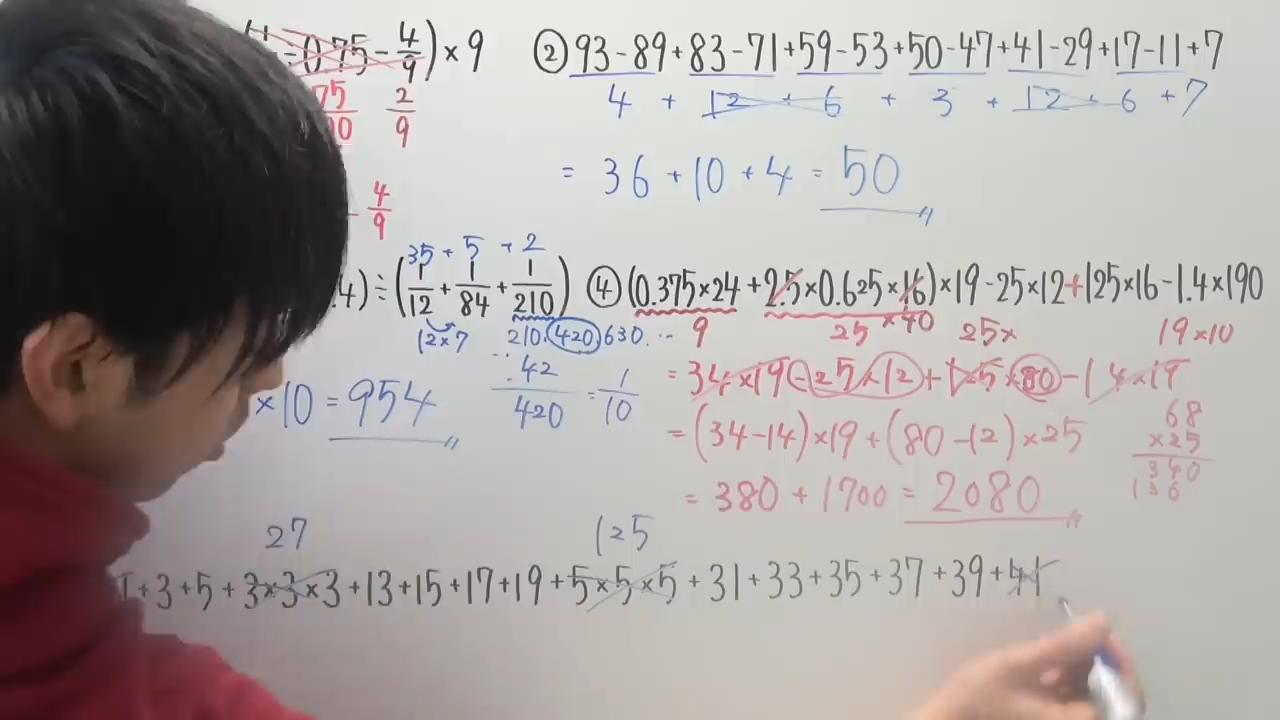 0.75 - 4/9) × 9
75 2/9
4/9
② 93 - 89 + 83 - 71 + 59 - 53 + 50 - 47 + 41 - 29 + 17 - 11 + 7
4 + 12 + 6 + 3 + 12 + 6 + 7
= 36 + 10 + 4 = 50
35 + 5 + 2
.4) ÷ (1/12 + 1/84 + 1/210)
12×7 210. 420 630. ...
42/420 = 1/10
×10 = 954
④ (0.375×24 + 2.5×0.625×16) × 19 - 25×12 + 125×16 - 1.4×190
9 25 ×40 25× 19×10
= 34×19 - 25×12 + 125×80 - 14×19
= (34-14)×19 + (80-12)×25
= 380 + 1700 = 2080
68
×25
340
136
27 125
+ 3 + 5 + 3×3×3 + 13 + 15 + 17 + 19 + 5×5×5 + 31 + 33 + 35 + 37 + 39 + 41